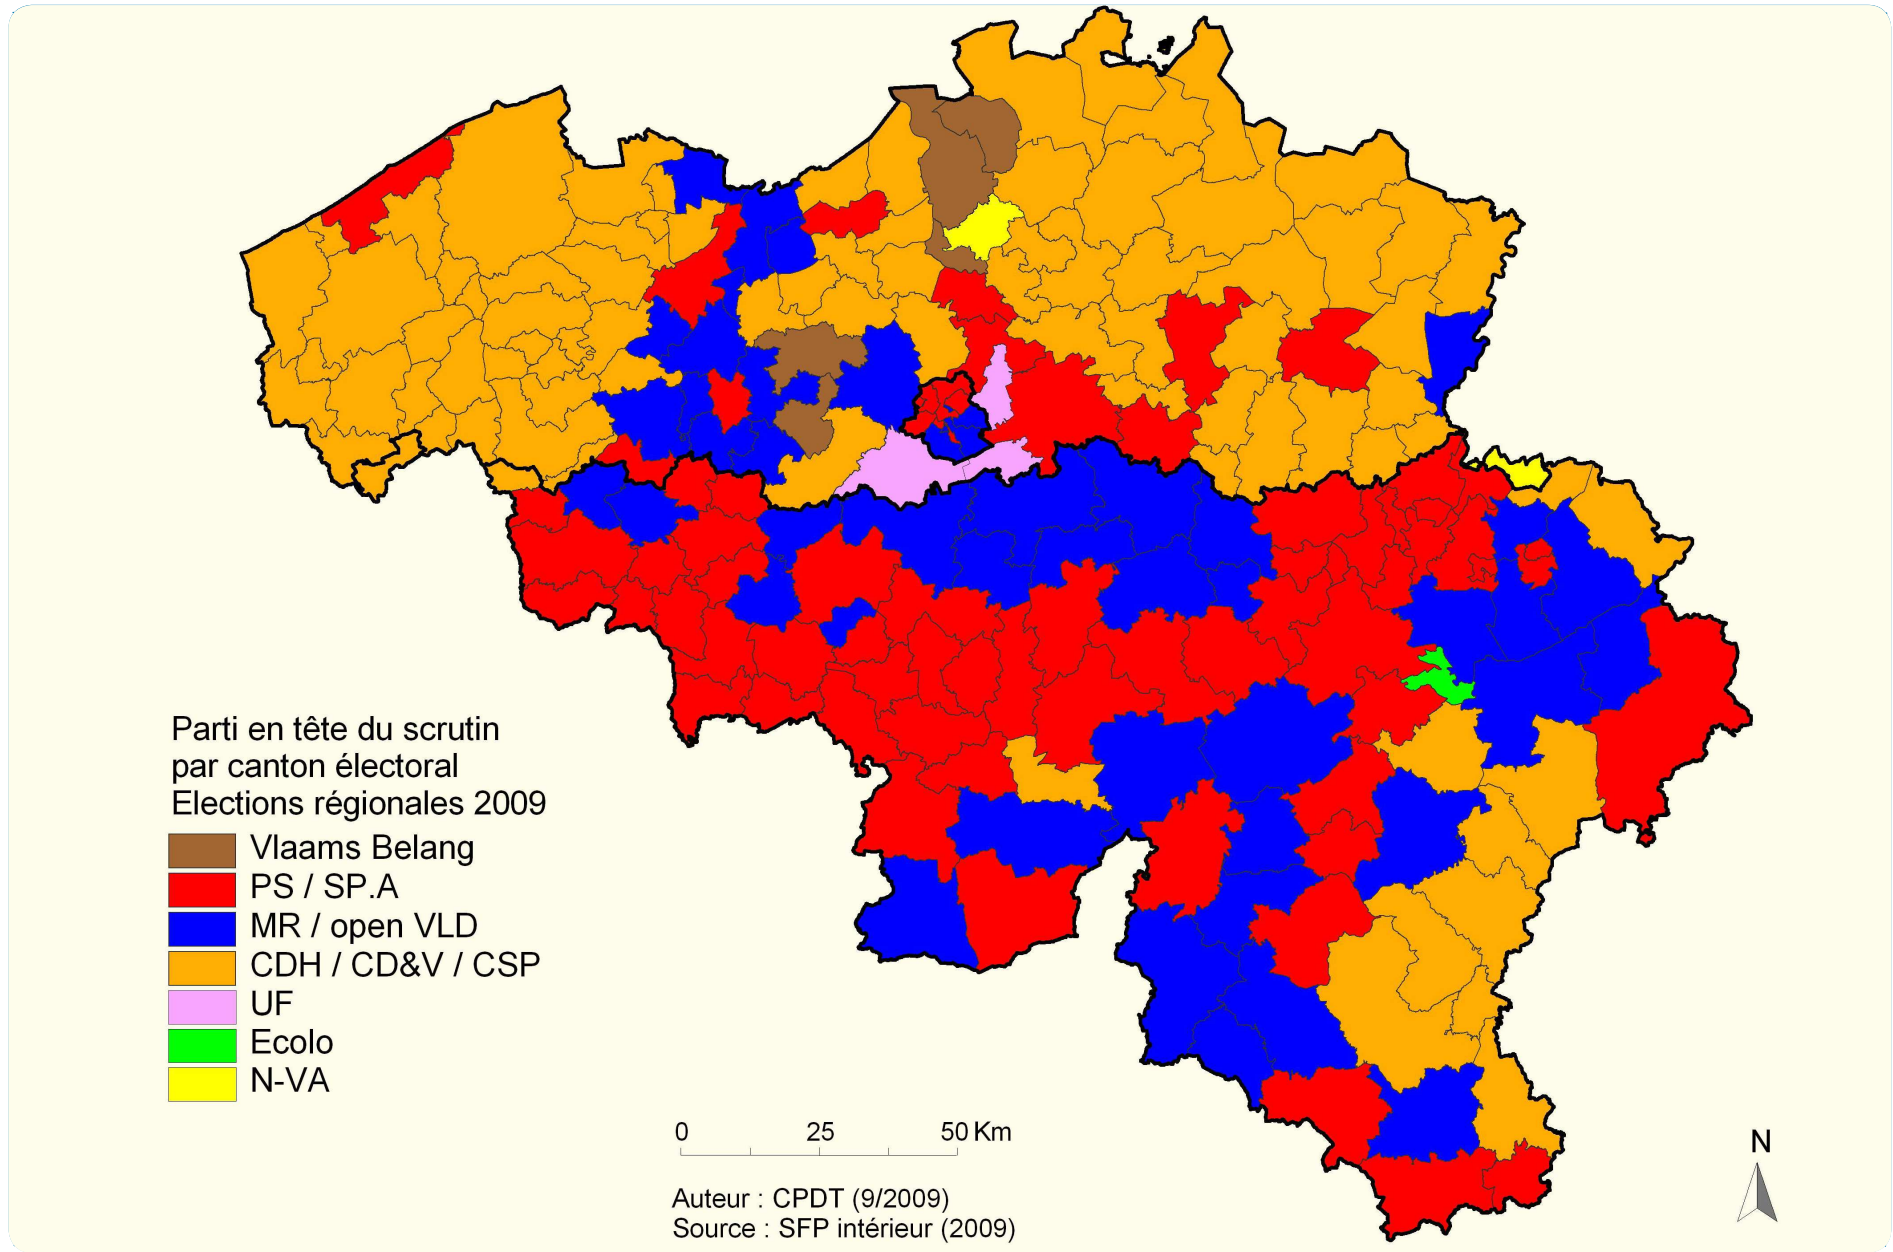 Parti en tête du scrutin
par canton électoral
Elections régionales 2009
Vlaams Belang
PS / SP.A
MR / open VLD
CDH / CD&V / CSP
UF
Ecolo
N-VA
0 25 50 Km
N
Auteur : CPDT (9/2009)
Source : SFP intérieur (2009)